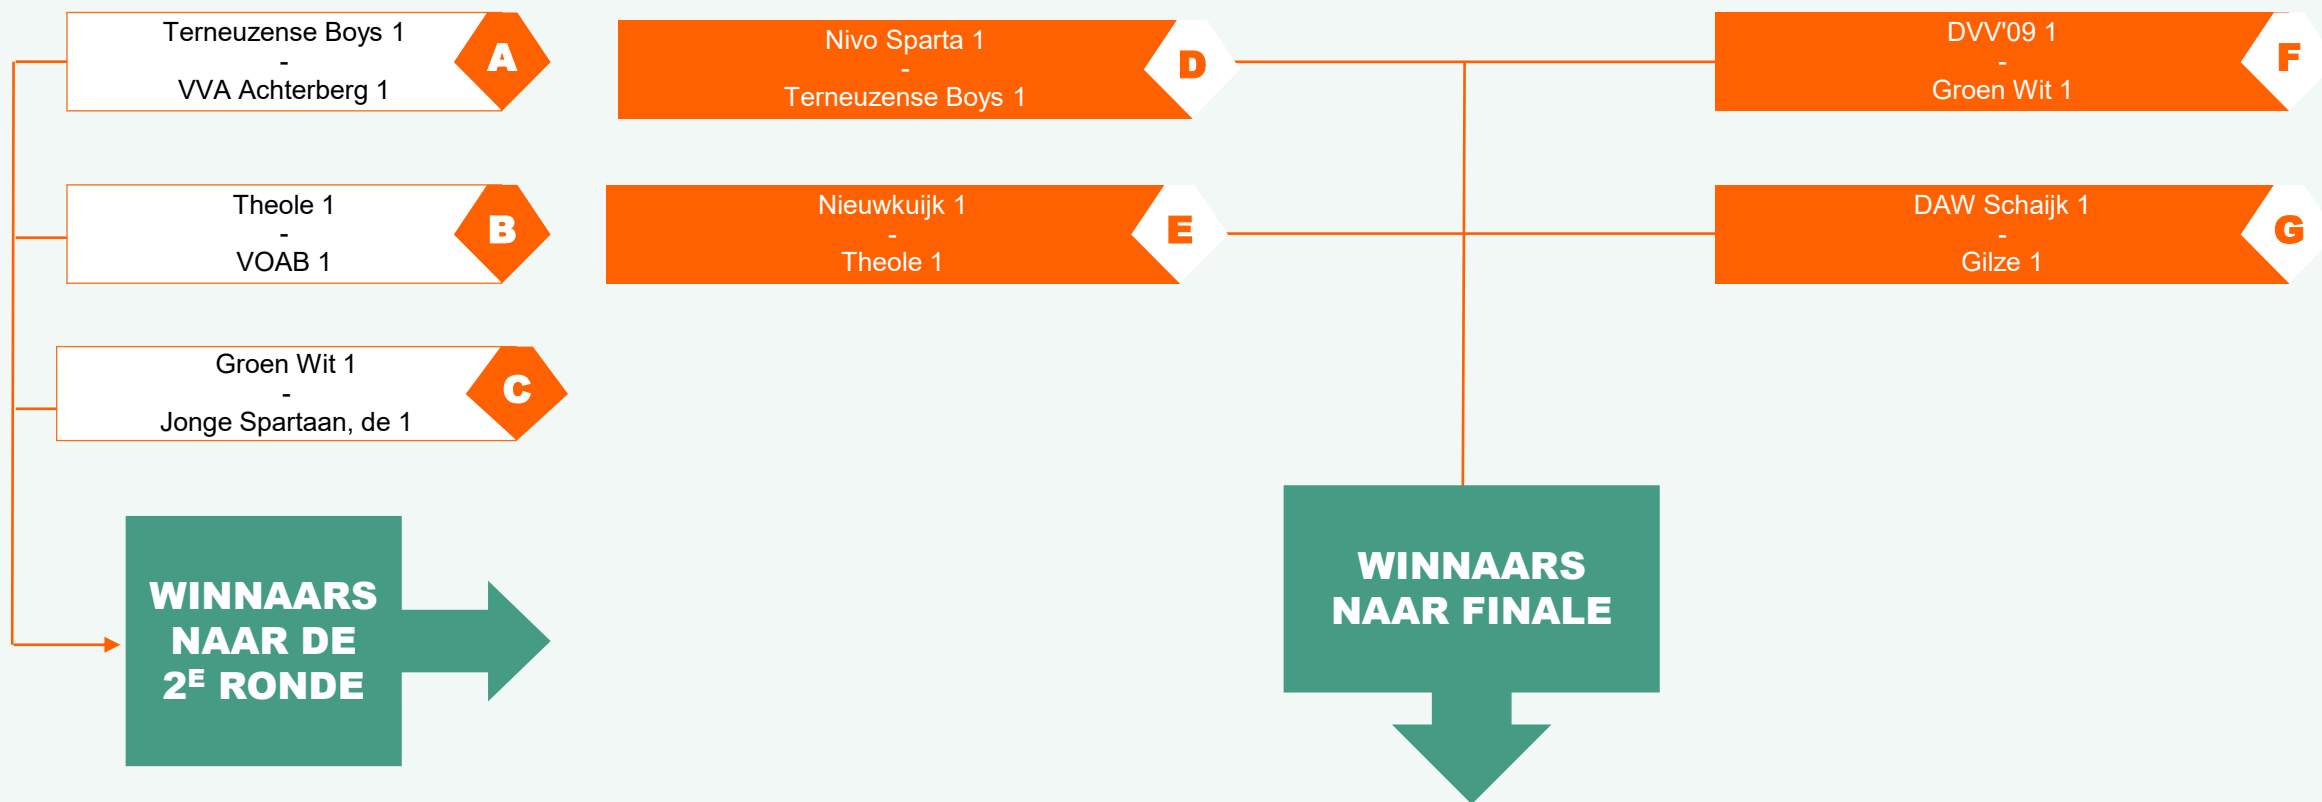 Terneuzense Boys 1
-
VVA Achterberg 1
A
Theole 1
-
VOAB 1
B
Groen Wit 1
-
Jonge Spartaan, de 1
C
WINNAARS
NAAR DE
2E RONDE
Nivo Sparta 1
-
Terneuzense Boys 1
D
Nieuwkuijk 1
-
Theole 1
E
DVV'09 1
-
Groen Wit 1
F
DAW Schaijk 1
-
Gilze 1
G
WINNAARS
NAAR FINALE